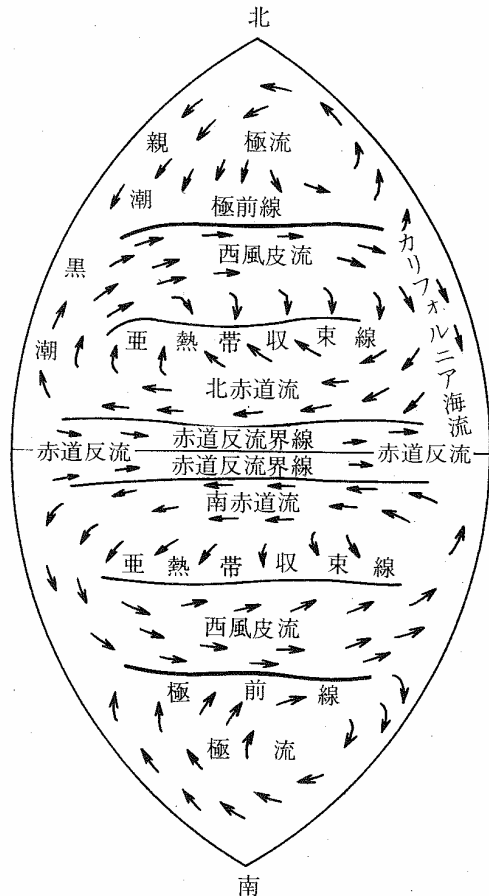 北
極流
親潮
極前線
西風皮流
黒潮
カリフォルニア海流
亜熱帯収束線
北赤道流
赤道反流界線
赤道反流
赤道反流
赤道反流界線
南赤道流
亜熱帯収束線
西風皮流
極前線
極流
南